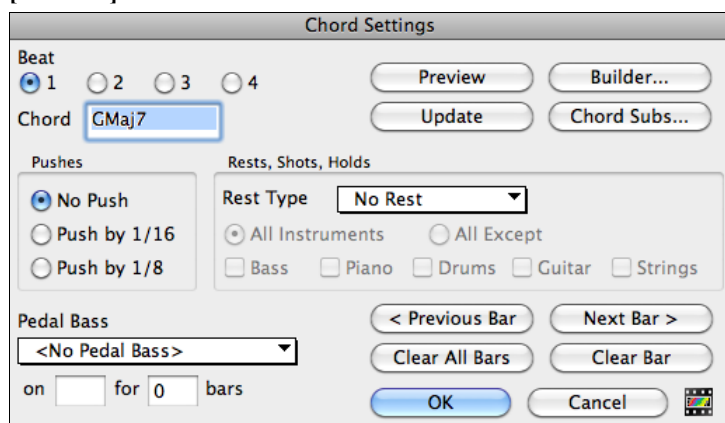 Chord Settings
Beat
1 2 3 4
Preview Builder...
Chord GMaj7
Update Chord Subs...
Pushes
No Push
Push by 1/16
Push by 1/8
Rests, Shots, Holds
Rest Type No Rest
All Instruments All Except
Bass Piano Drums Guitar Strings
Pedal Bass
<No Pedal Bass>
on for 0 bars
< Previous Bar Next Bar >
Clear All Bars Clear Bar
OK Cancel